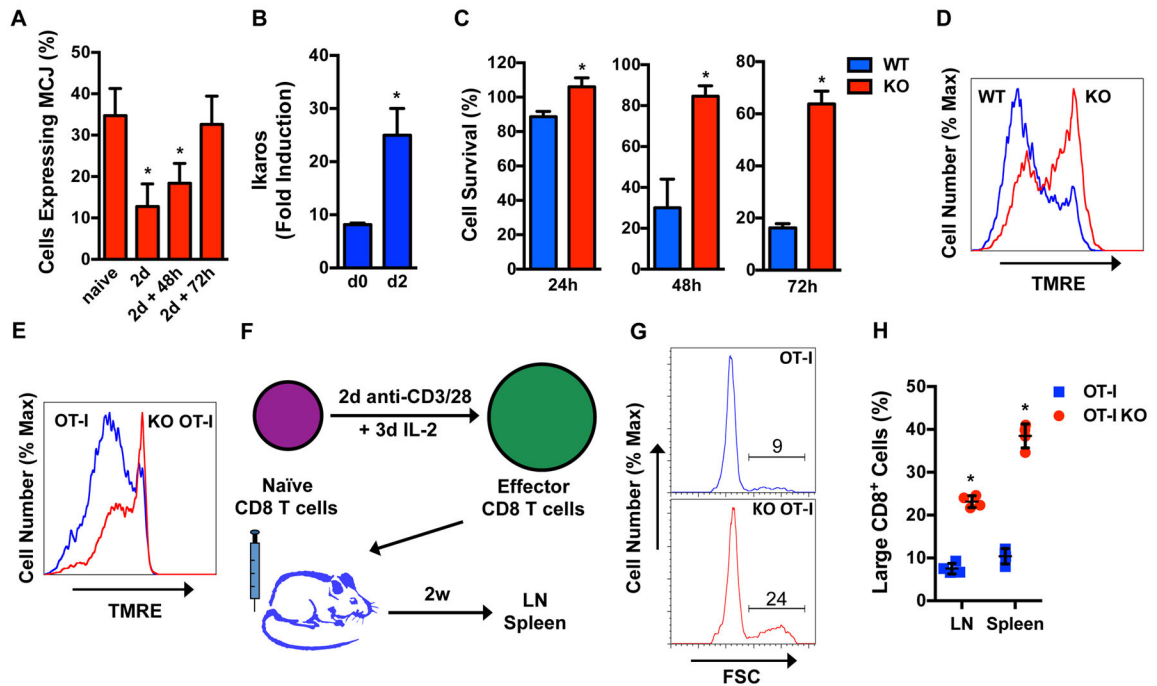 A
Cells Expressing MCJ (%)
50
40
30
20
10
0
*
*
naive
2d
2d + 48h
2d + 72h
B
Ikaros
(Fold Induction)
40
30
20
10
0
*
d0
d2
C
Cell Survival (%)
120
100
80
60
40
20
0
*
24h
100
80
60
40
20
0
*
48h
100
80
60
40
20
0
*
72h
WT
KO
D
Cell Number (% Max)
WT
KO
TMRE
E
Cell Number (% Max)
OT-I
KO OT-I
TMRE
F
2d anti-CD3/28
+ 3d IL-2
Naïve
CD8 T cells
Effector
CD8 T cells
2w
LN
Spleen
G
Cell Number (% Max)
OT-I
9
KO OT-I
24
FSC
H
Large CD8⁺ Cells (%)
50
40
30
20
10
0
*
*
LN
Spleen
OT-I
OT-I KO